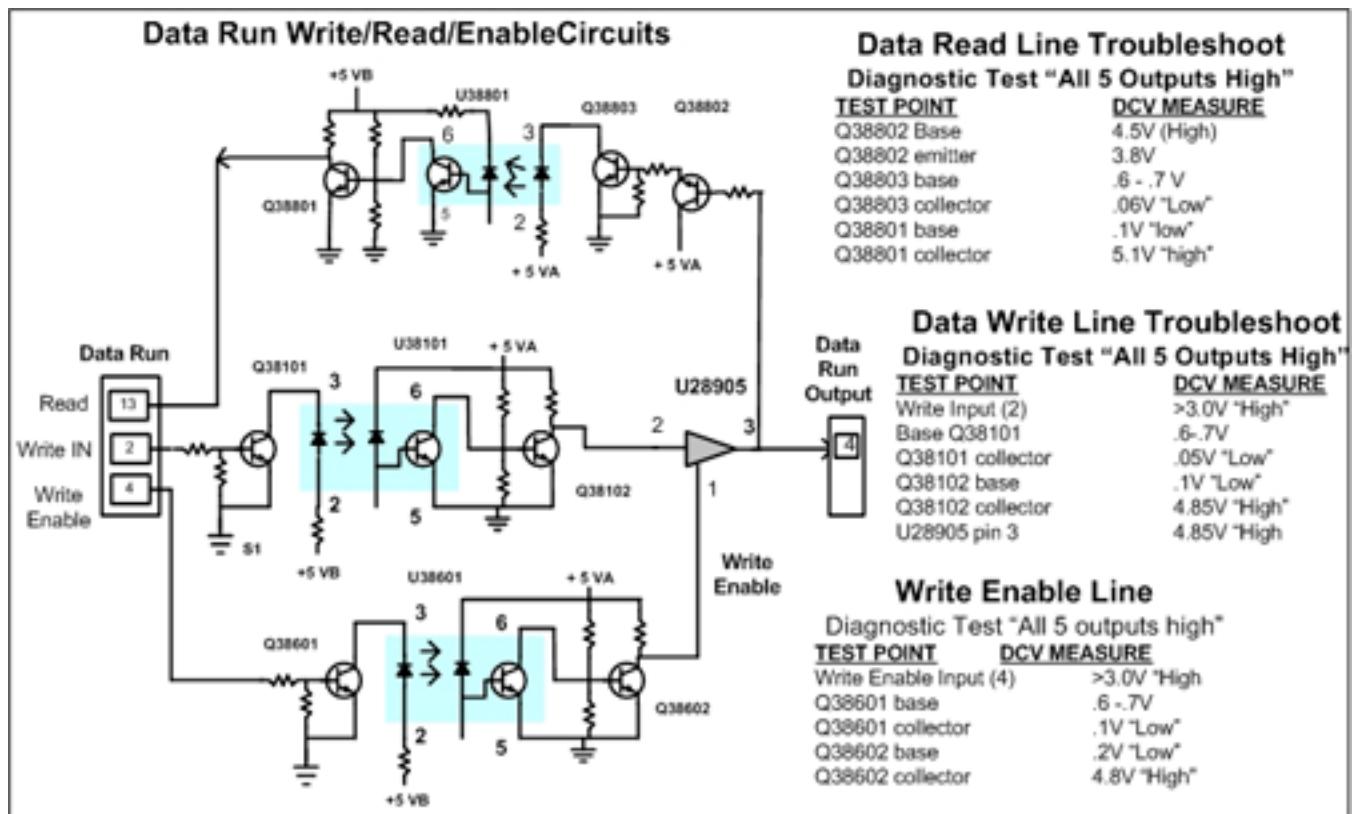 Data Run Write/Read/EnableCircuits
+5 VB
U38801
Q38803
Q38802
6
3
Q38801
5
2
+ 5 VA
+ 5 VA
Data Run
Read
13
Write IN
2
Write
Enable
4
Q38101
U38101
+ 5 VA
3
6
2
5
Q38102
S1
+5 VB
U28905
2
3
1
Data
Run
Output
4
Write
Enable
U38601
+ 5 VA
Q38601
3
6
2
5
Q38602
+5 VB
Data Read Line Troubleshoot
Diagnostic Test “All 5 Outputs High”
TEST POINT DCV MEASURE
Q38802 Base 4.5V (High)
Q38802 emitter 3.8V
Q38803 base .6 - .7 V
Q38803 collector .06V “Low”
Q38801 base .1V “low”
Q38801 collector 5.1V “high”
Data Write Line Troubleshoot
Diagnostic Test “All 5 Outputs High”
TEST POINT DCV MEASURE
Write Input (2) >3.0V “High”
Base Q38101 .6-.7V
Q38101 collector .05V “Low”
Q38102 base .1V “Low”
Q38102 collector 4.85V “High”
U28905 pin 3 4.85V “High
Write Enable Line
Diagnostic Test “All 5 outputs high”
TEST POINT DCV MEASURE
Write Enable Input (4) >3.0V “High
Q38601 base .6 -.7V
Q38601 collector .1V “Low”
Q38602 base .2V “Low”
Q38602 collector 4.8V “High”